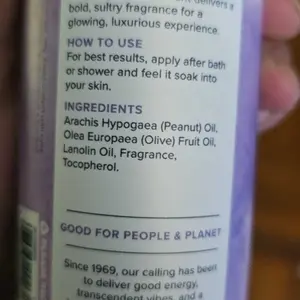 delivers a
bold, sultry fragrance for a
glowing, luxurious experience.
HOW TO USE
For best results, apply after bath
or shower and feel it soak into
your skin.
INGREDIENTS
Arachis Hypogaea (Peanut) Oil,
Olea Europaea (Olive) Fruit Oil,
Lanolin Oil, Fragrance,
Tocopherol.
GOOD FOR PEOPLE & PLANET
Since 1969, our calling has been
to deliver good energy,
transcendent vibes, and a